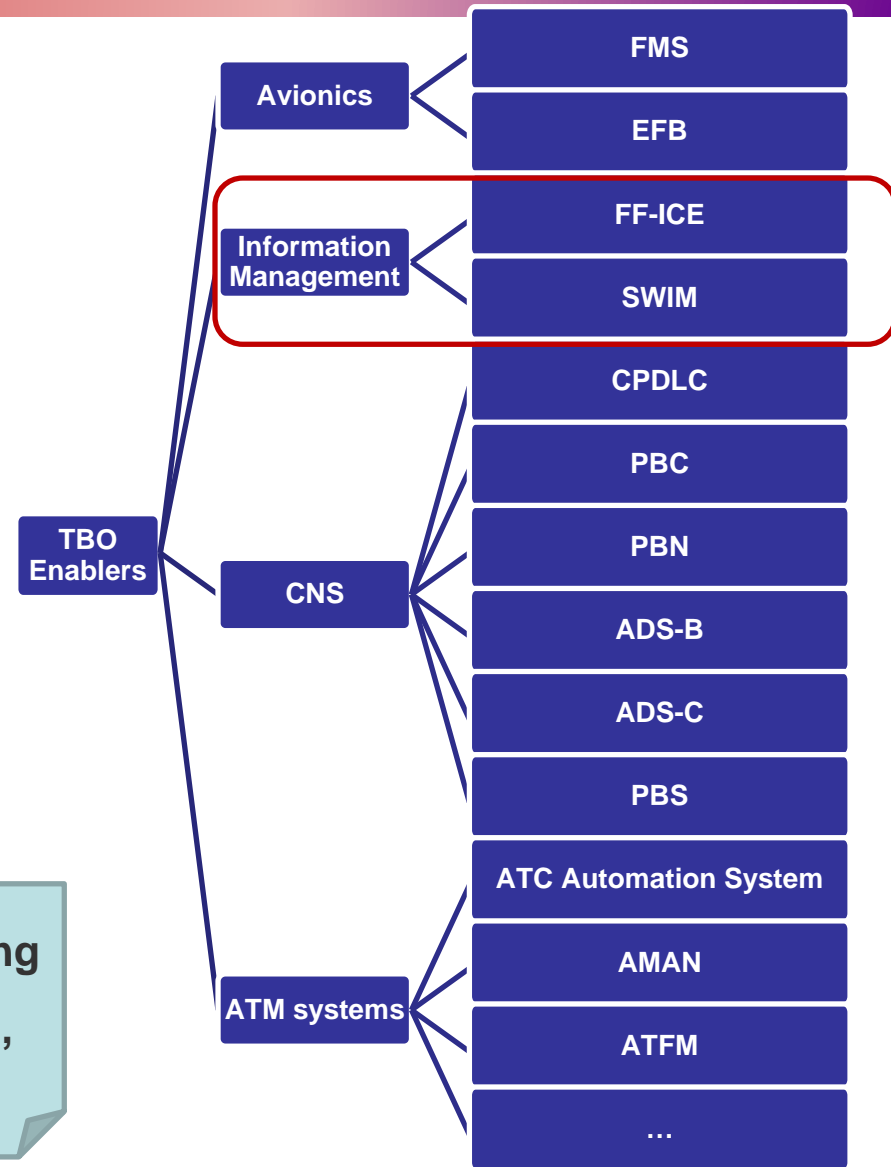 TBO
Enablers
Avionics
FMS
EFB
Information
Management
FF-ICE
SWIM
CNS
CPDLC
PBC
PBN
ADS-B
ADS-C
PBS
ATM systems
ATC Automation System
AMAN
ATFM
...
,